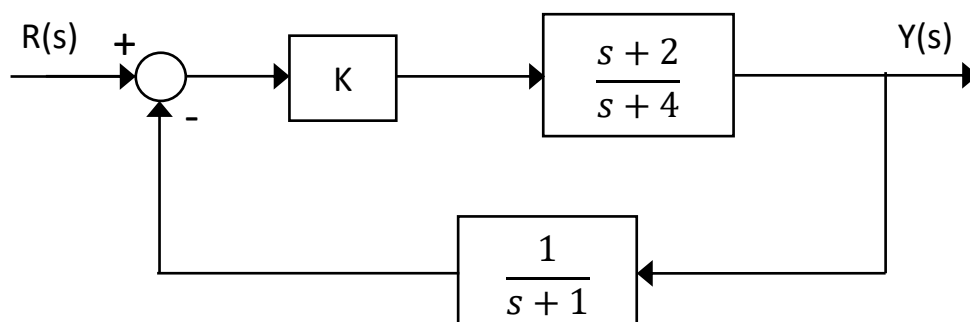 R(s)
+
-
K
s + 2
s + 4
Y(s)
1
s + 1